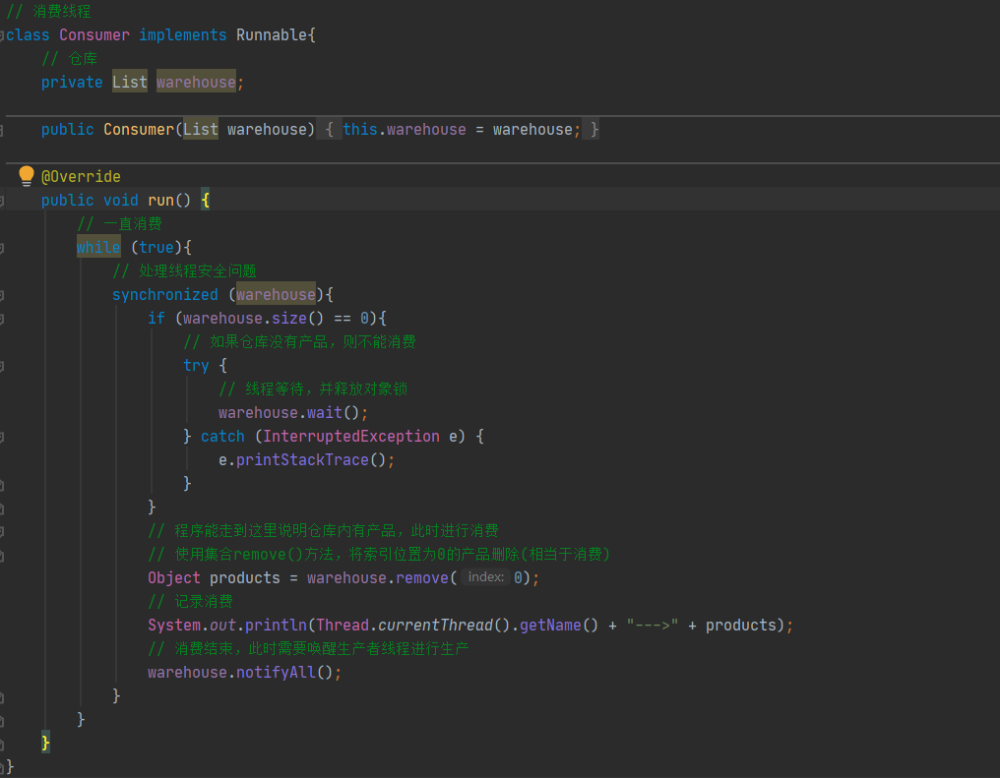 // 消费线程
class Consumer implements Runnable{
    // 仓库
    private List warehouse;
    public Consumer(List warehouse) { this.warehouse = warehouse; }
    @Override
    public void run() {
        // 一直消费
        while (true){
            // 处理线程安全问题
            synchronized (warehouse){
                if (warehouse.size() == 0){
                    // 如果仓库没有产品，则不能消费
                    try {
                        // 线程等待，并释放对象锁
                        warehouse.wait();
                    } catch (InterruptedException e) {
                        e.printStackTrace();
                    }
                }
                // 程序能走到这里说明仓库内有产品，此时进行消费
                // 使用集合remove()方法，将索引位置为0的产品删除(相当于消费)
                Object products = warehouse.remove( index: 0);
                // 记录消费
                System.out.println(Thread.currentThread().getName() + "--->" + products);
                // 消费结束，此时需要唤醒生产者线程进行生产
                warehouse.notifyAll();
            }
        }
    }
}